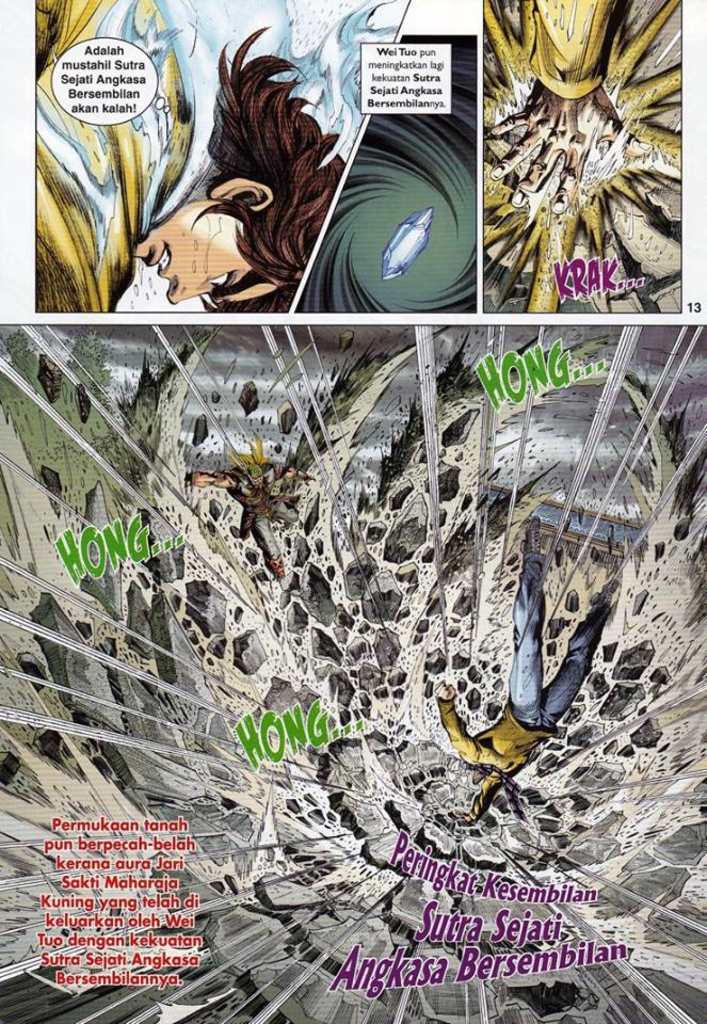 Adalah
mustahil Sutra
Sejati Angkasa
Bersembilan
akan kalah!
Wei Tuo pun
meningkatkan lagi
kekuatan Sutra
Sejati Angkasa
Bersembilannya.
KRAK...
13
HONG...
HONG...
HONG...
Permukaan tanah
pun berpecah-belah
kerana aura Jari
Sakti Maharaja
Kuning yang telah di
keluarkan oleh Wei
Tuo dengan kekuatan
Sutra Sejati Angkasa
Bersembilannya.
Peringkat Kesembilan
Sutra Sejati
Angkasa Bersembilan